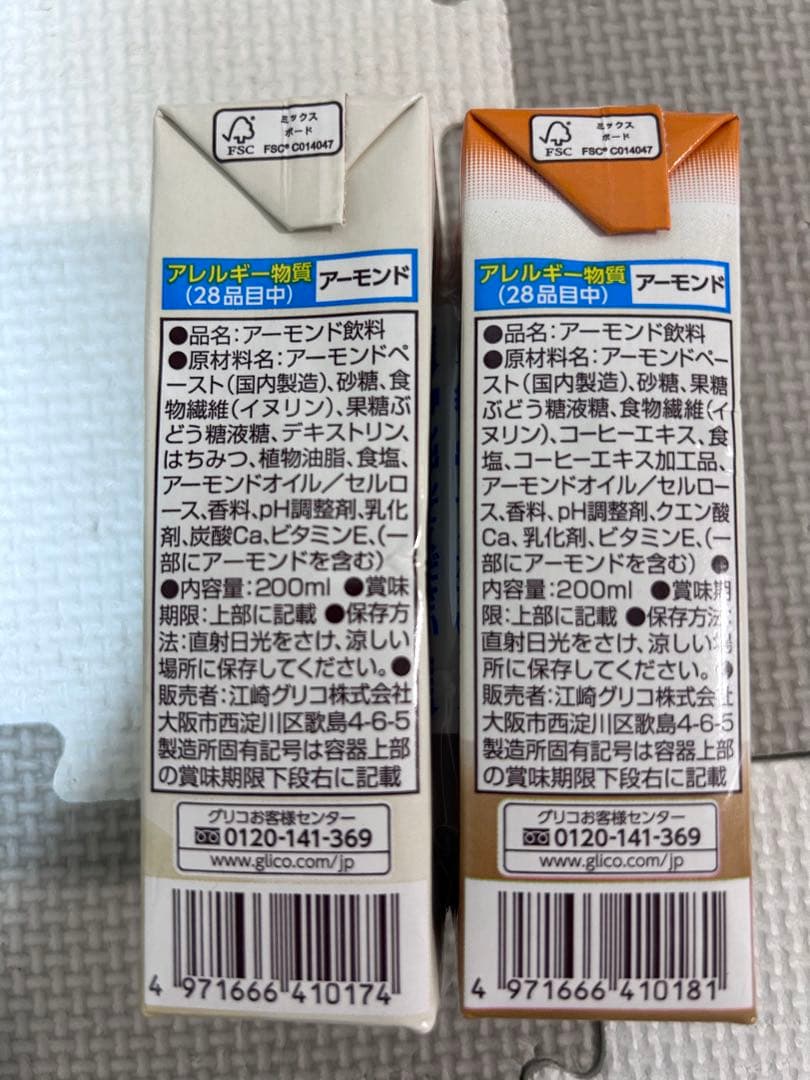 ミックス
ボード
FSC
FSC® C014047
アレルギー物質
(28品目中)
アーモンド
●品名:アーモンド飲料
●原材料名:アーモンドペ
ースト(国内製造)、砂糖、食
物繊維(イヌリン)、果糖ぶ
どう糖液糖、デキストリン、
はちみつ、植物油脂、食塩、
アーモンドオイル/セルロ
ース、香料、pH調整剤、乳化
剤、炭酸Ca、ビタミンE、(一
部にアーモンドを含む)
●内容量:200ml ●賞味
期限:上部に記載 ●保存方
法:直射日光をさけ、涼しい
場所に保存してください。●
販売者:江崎グリコ株式会社
大阪市西淀川区歌島4-6-5
製造所固有記号は容器上部
の賞味期限下段右に記載
グリコお客様センター
0120-141-369
www.glico.com/jp
4 971666 410174
ミックス
ボード
FSC
FSC® C014047
アレルギー物質
(28品目中)
アーモンド
●品名:アーモンド飲料
●原材料名:アーモンドペー
スト(国内製造)、砂糖、果糖
ぶどう糖液糖、食物繊維(イ
ヌリン)、コーヒーエキス、食
塩、コーヒーエキス加工品、
アーモンドオイル/セルロー
ス、香料、pH調整剤、クエン酸
Ca、乳化剤、ビタミンE、(一
部にアーモンドを含む) ●
内容量:200ml ●賞味期
限:上部に記載 ●保存方法:
直射日光をさけ、涼しい場
所に保存してください。●
販売者:江崎グリコ株式会社
大阪市西淀川区歌島4-6-5
製造所固有記号は容器上部
の賞味期限下段右に記載
グリコお客様センター
0120-141-369
www.glico.com/jp
4 971666 410181